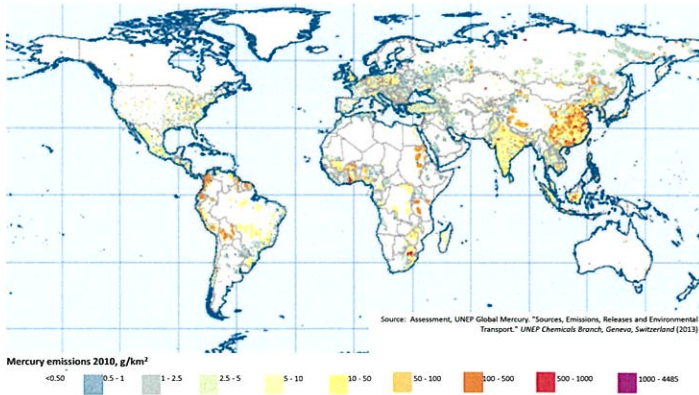 Source: Assessment, UNEP Global Mercury. "Sources, Emissions, Releases and Environmental
Transport." UNEP Chemicals Branch, Geneva, Switzerland (2013)
Mercury emissions 2010, g/km²
<0.50 0.5 - 1 1 - 2.5 2.5 - 5 5 - 10 10 - 50 50 - 100 100 - 500 500 - 1000 1000 - 4485